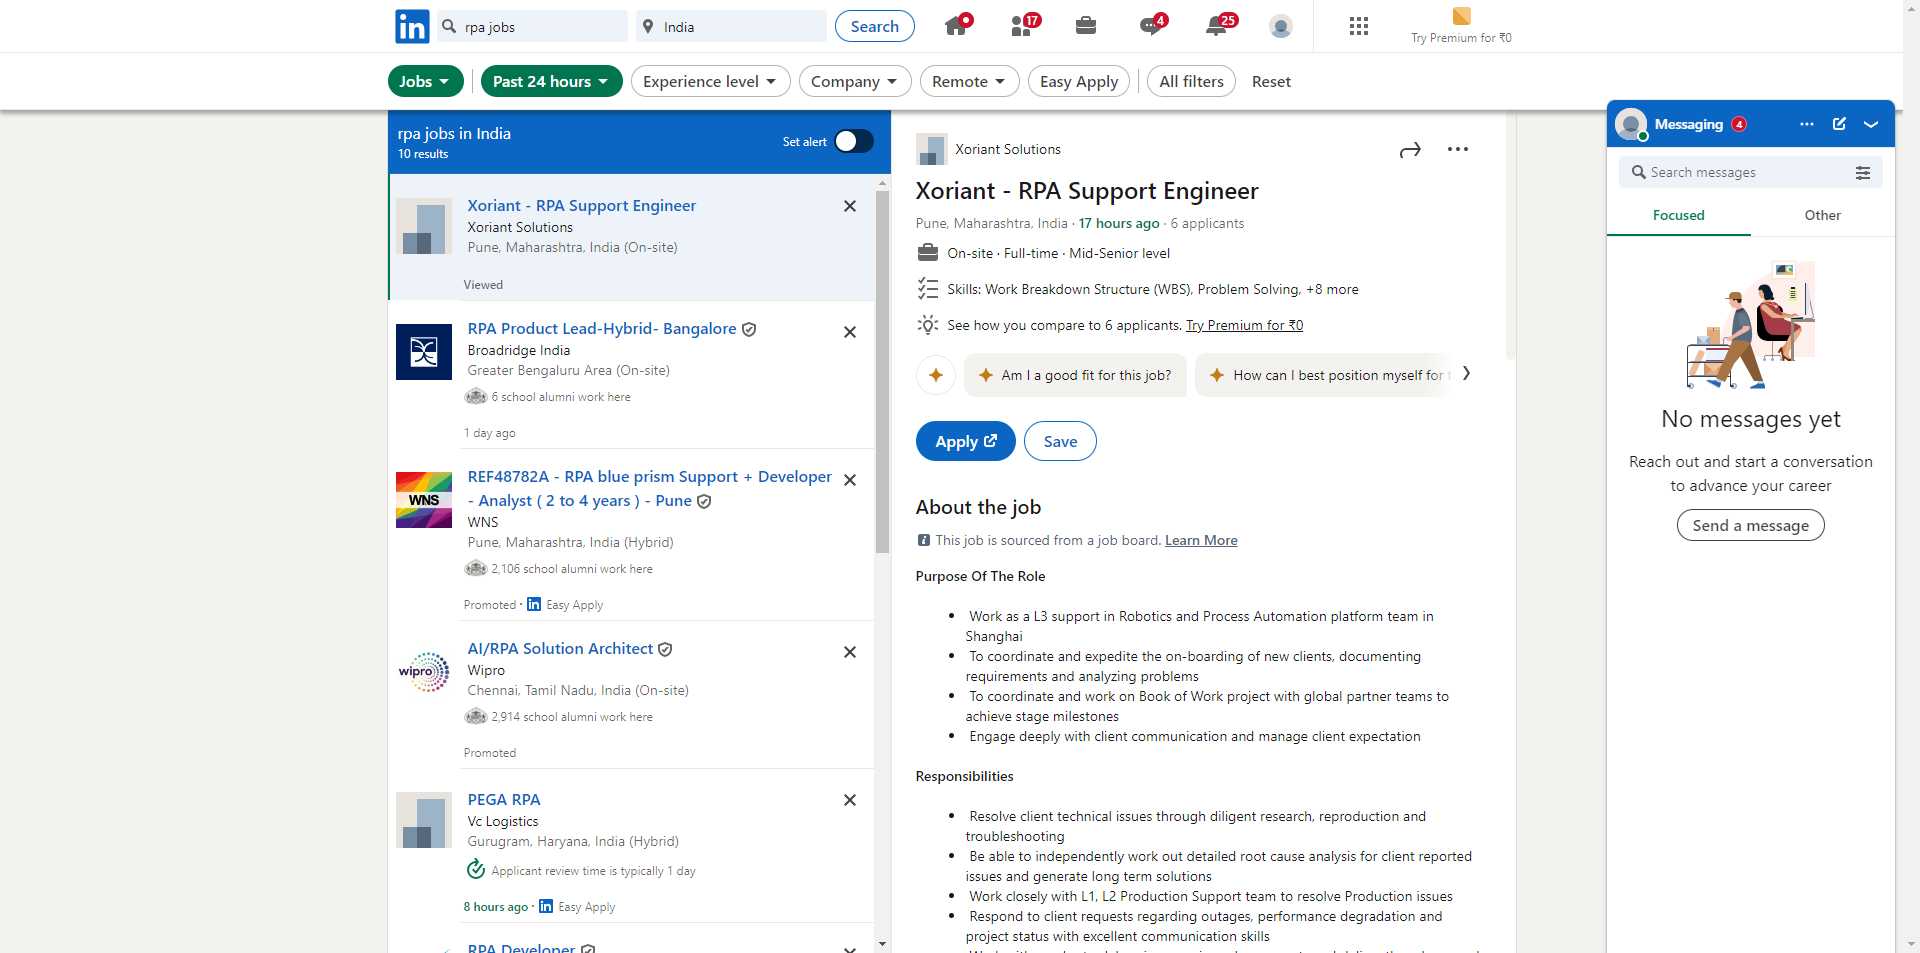 in
rpa jobs
India
Search
17
4
25
Try Premium for ₹0
Jobs
Past 24 hours
Experience level
Company
Remote
Easy Apply
All filters
Reset
rpa jobs in India
10 results
Set alert
Xoriant - RPA Support Engineer
Xoriant Solutions
Pune, Maharashtra, India (On-site)
Viewed
RPA Product Lead-Hybrid- Bangalore
Broadridge India
Greater Bengaluru Area (On-site)
6 school alumni work here
1 day ago
WNS
REF48782A - RPA blue prism Support + Developer
- Analyst ( 2 to 4 years ) - Pune
WNS
Pune, Maharashtra, India (Hybrid)
2,106 school alumni work here
Promoted · in Easy Apply
wipro
AI/RPA Solution Architect
Wipro
Chennai, Tamil Nadu, India (On-site)
2,914 school alumni work here
Promoted
PEGA RPA
Vc Logistics
Gurugram, Haryana, India (Hybrid)
Applicant review time is typically 1 day
8 hours ago · in Easy Apply
RPA Developer
Xoriant Solutions
Xoriant - RPA Support Engineer
Pune, Maharashtra, India · 17 hours ago · 6 applicants
On-site · Full-time · Mid-Senior level
Skills: Work Breakdown Structure (WBS), Problem Solving, +8 more
See how you compare to 6 applicants. Try Premium for ₹0
Am I a good fit for this job?
How can I best position myself for
Apply
Save
About the job
This job is sourced from a job board. Learn More
Purpose Of The Role
• Work as a L3 support in Robotics and Process Automation platform team in
Shanghai
• To coordinate and expedite the on-boarding of new clients, documenting
requirements and analyzing problems
• To coordinate and work on Book of Work project with global partner teams to
achieve stage milestones
• Engage deeply with client communication and manage client expectation
Responsibilities
• Resolve client technical issues through diligent research, reproduction and
troubleshooting
• Be able to independently work out detailed root cause analysis for client reported
issues and generate long term solutions
• Work closely with L1, L2 Production Support team to resolve Production issues
• Respond to client requests regarding outages, performance degradation and
project status with excellent communication skills
Messaging 4
Search messages
Focused
Other
No messages yet
Reach out and start a conversation
to advance your career
Send a message